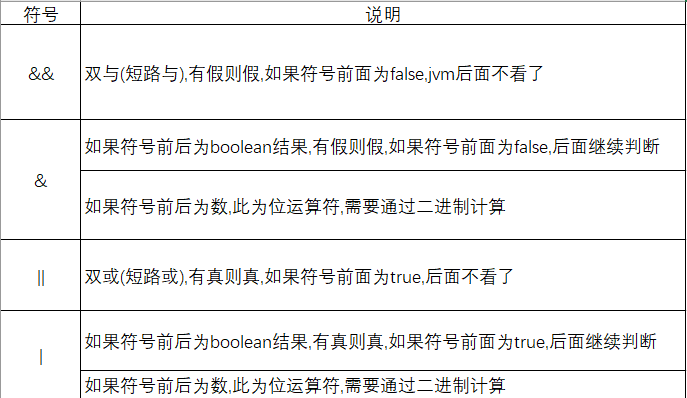 符号 说明
&& 双与(短路与),有假则假,如果符号前面为false,jvm后面不看了
如果符号前后为boolean结果,有假则假,如果符号前面为false,后面继续判断
&
如果符号前后为数,此为位运算符,需要通过二进制计算
|| 双或(短路或),有真则真,如果符号前面为true,后面不看了
如果符号前后为boolean结果,有真则真,如果符号前面为true,后面继续判断
|
如果符号前后为数,此为位运算符,需要通过二进制计算